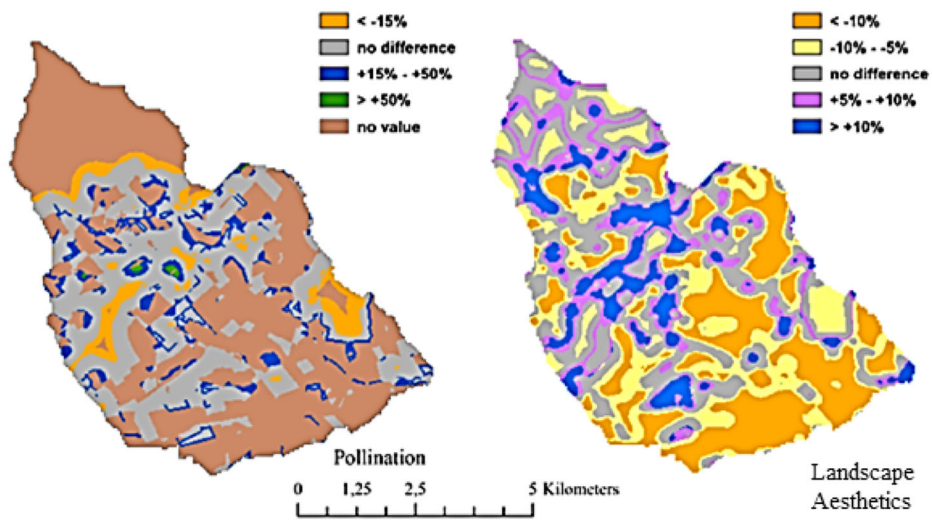 < -15%
no difference
+15% - +50%
> +50%
no value
< -10%
-10% - -5%
no difference
+5% - +10%
> +10%
Pollination
0 1,25 2,5 5 Kilometers
Landscape
Aesthetics